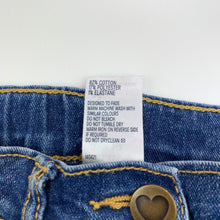 82% COTTON
17% POLYESTER
1% ELASTANE
DESIGNED TO FADE
WARM MACHINE WASH WITH
SIMILAR COLOURS
DO NOT BLEACH
DO NOT TUMBLE DRY
WARM IRON ON REVERSE SIDE
IF REQUIRED
DO NOT DRYCLEAN